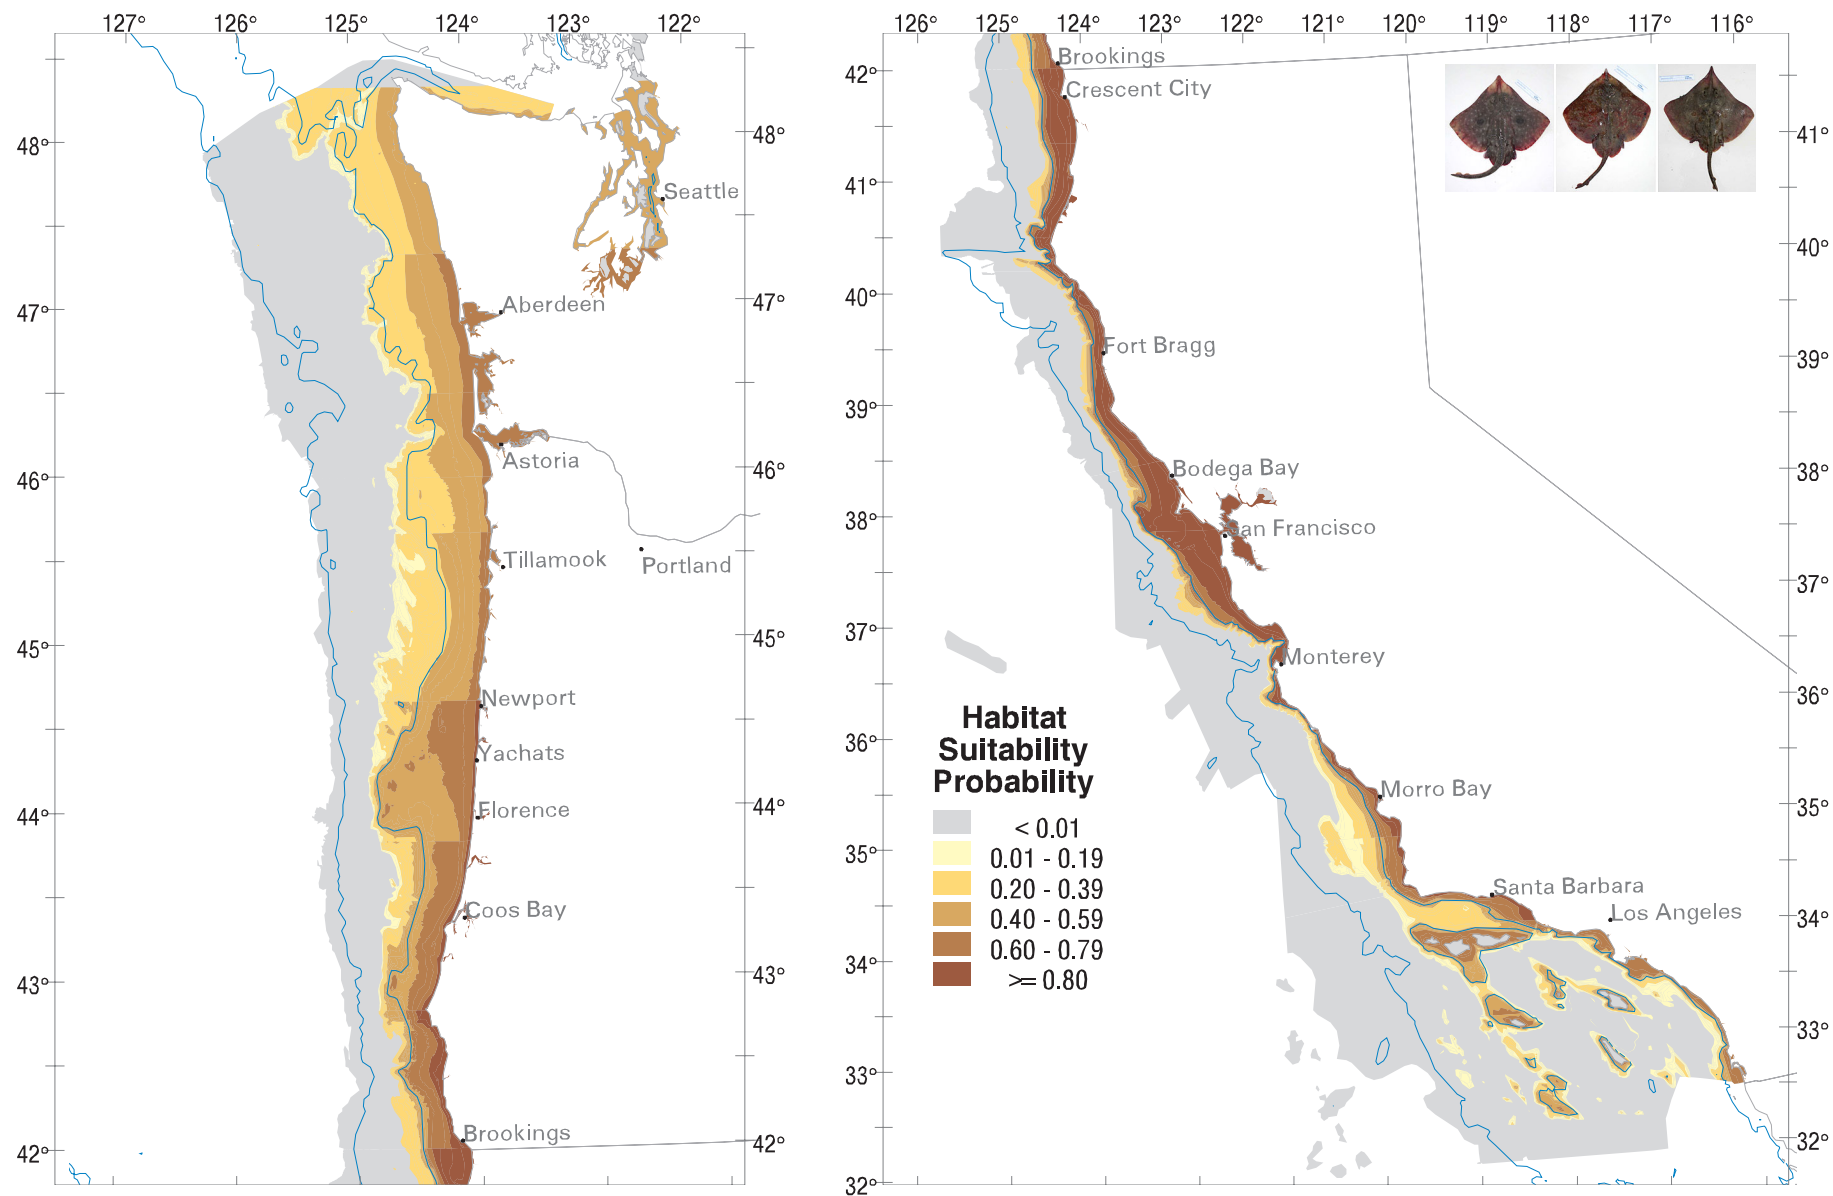 127° 126° 125° 124° 123° 122°
48° 48°
Seattle
47° 47°
Aberdeen
46° 46°
Astoria
Tillamook
Portland
45° 45°
Newport
Yachats
44° 44°
Florence
Coos Bay
43° 43°
42° 42°
Brookings
126° 125° 124° 123° 122° 121° 120° 119° 118° 117° 116°
42° 41°
Brookings
Crescent City
41° 40°
40° 39°
Fort Bragg
39° 38°
Bodega Bay
38° 37°
San Francisco
37° 36°
Monterey
36° 35°
Morro Bay
35° 34°
Santa Barbara
Los Angeles
34° 33°
33° 32°
32°
Habitat
Suitability
Probability
< 0.01
0.01 - 0.19
0.20 - 0.39
0.40 - 0.59
0.60 - 0.79
>= 0.80